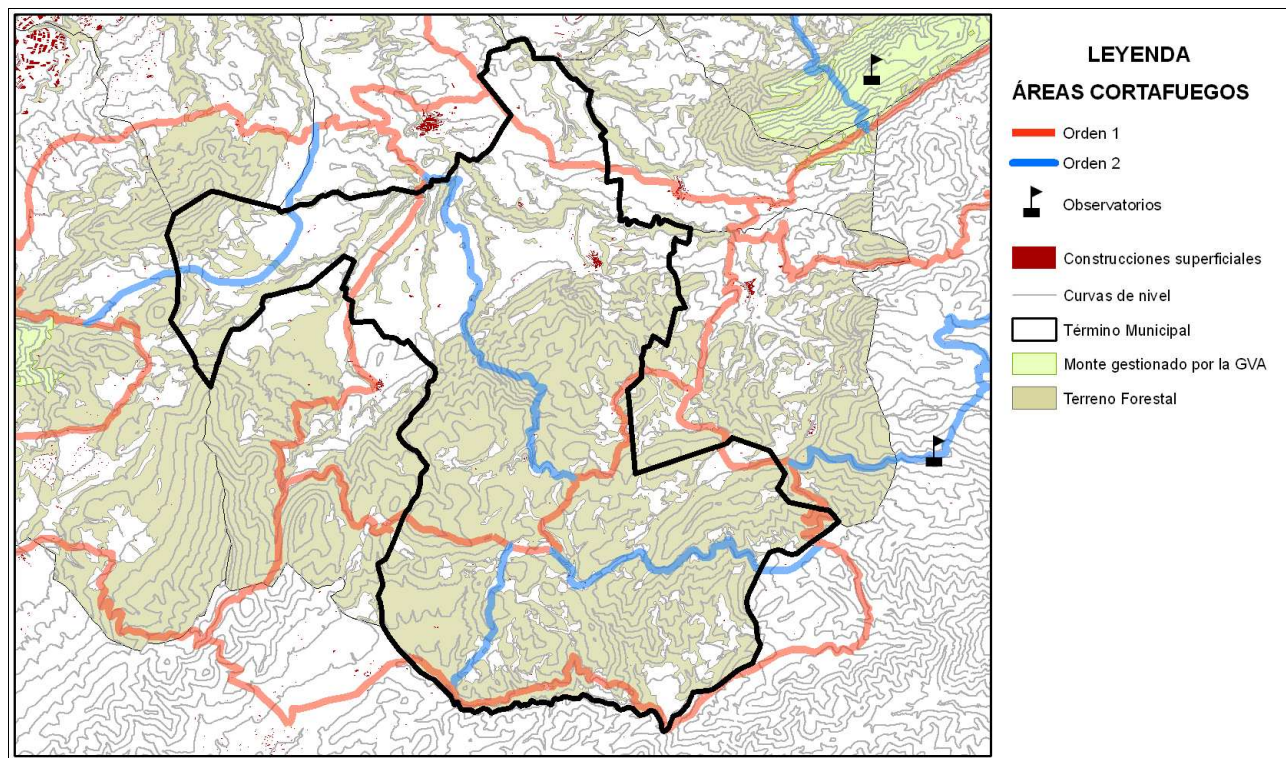 LEYENDA
ÁREAS CORTAFUEGOS
Orden 1
Orden 2
Observatorios
Construcciones superficiales
Curvas de nivel
Término Municipal
Monte gestionado por la GVA
Terreno Forestal